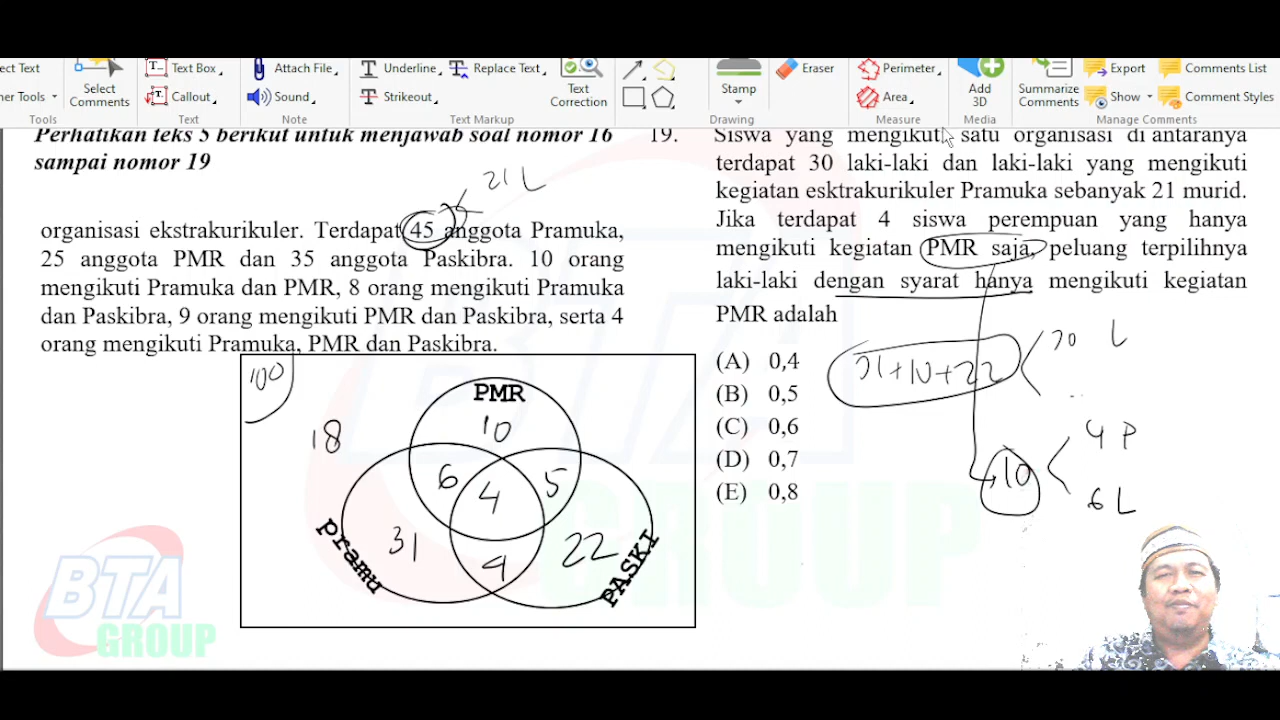 ect Text
Text Box
Attach File
Underline
Replace Text
Eraser
Perimeter
Export
Comments List
her Tools
Select
Comments
Callout
Sound
Strikeout
Text
Correction
Stamp
Area
Add
3D
Summarize
Comments
Show
Comment Styles
Tools
Text
Note
Text Markup
Drawing
Measure
Media
Manage Comments
Perhatikan teks 5 berikut untuk menjawab soal nomor 16
sampai nomor 19
21 L
organisasi ekstrakurikuler. Terdapat 45 anggota Pramuka,
25 anggota PMR dan 35 anggota Paskibra. 10 orang
mengikuti Pramuka dan PMR, 8 orang mengikuti Pramuka
dan Paskibra, 9 orang mengikuti PMR dan Paskibra, serta 4
orang mengikuti Pramuka, PMR dan Paskibra.
100
PMR
10
18
6
4
5
31
4
22
pramu
PASKI
BTA
GROUP
19. Siswa yang mengikuti satu organisasi di antaranya
terdapat 30 laki-laki dan laki-laki yang mengikuti
kegiatan esktrakurikuler Pramuka sebanyak 21 murid.
Jika terdapat 4 siswa perempuan yang hanya
mengikuti kegiatan PMR saja, peluang terpilihnya
laki-laki dengan syarat hanya mengikuti kegiatan
PMR adalah
(A) 0,4
(B) 0,5
(C) 0,6
(D) 0,7
(E) 0,8
31+10+22
30 L
10
4 P
6 L
BTA
GROUP